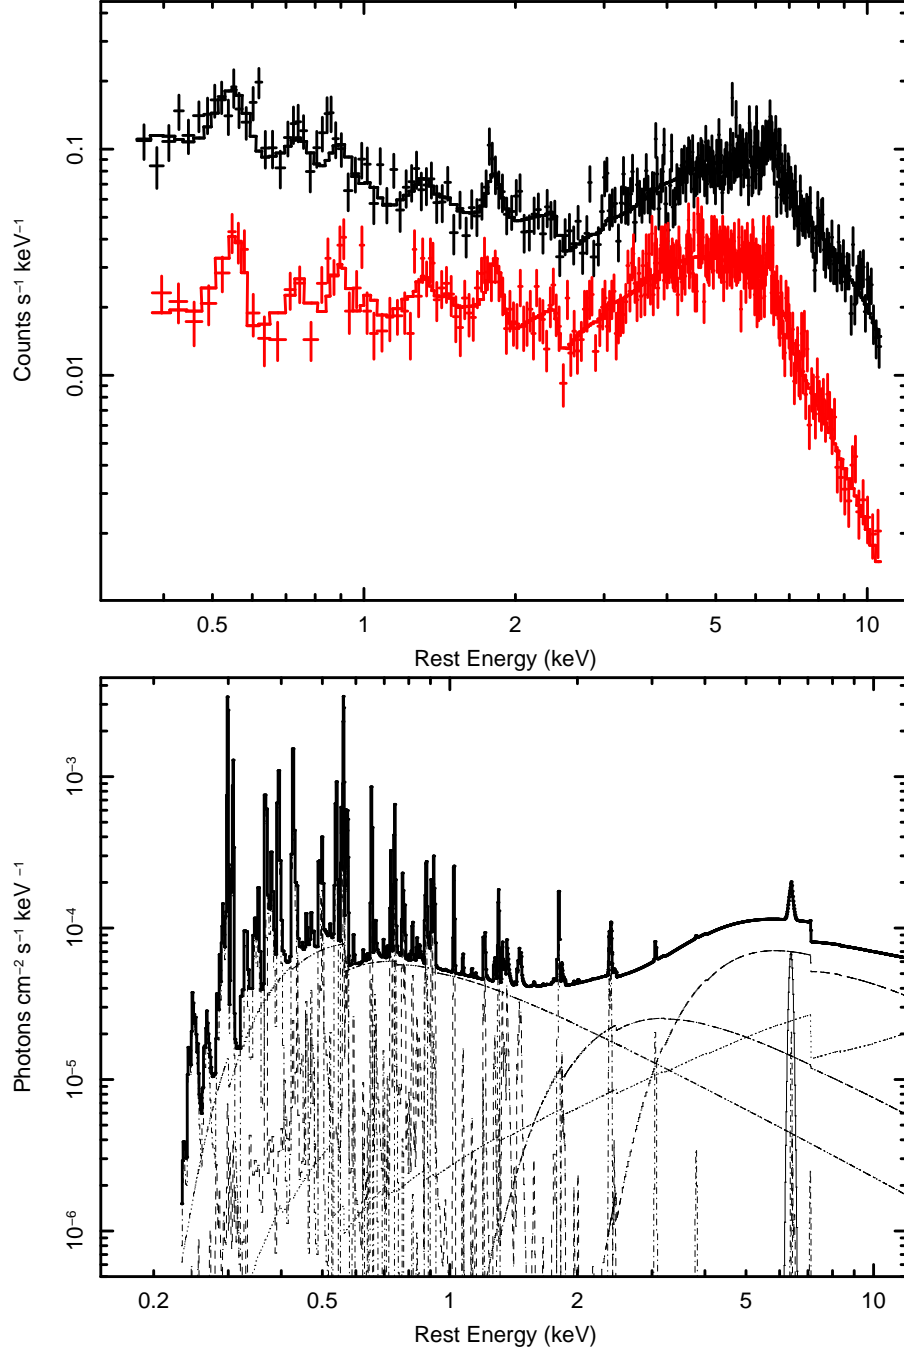 0.1
0.01
Counts s⁻¹ keV⁻¹
0.5 1 2 5 10
Rest Energy (keV)
10⁻³
10⁻⁴
10⁻⁵
10⁻⁶
Photons cm⁻² s⁻¹ keV⁻¹
0.2 0.5 1 2 5 10
Rest Energy (keV)